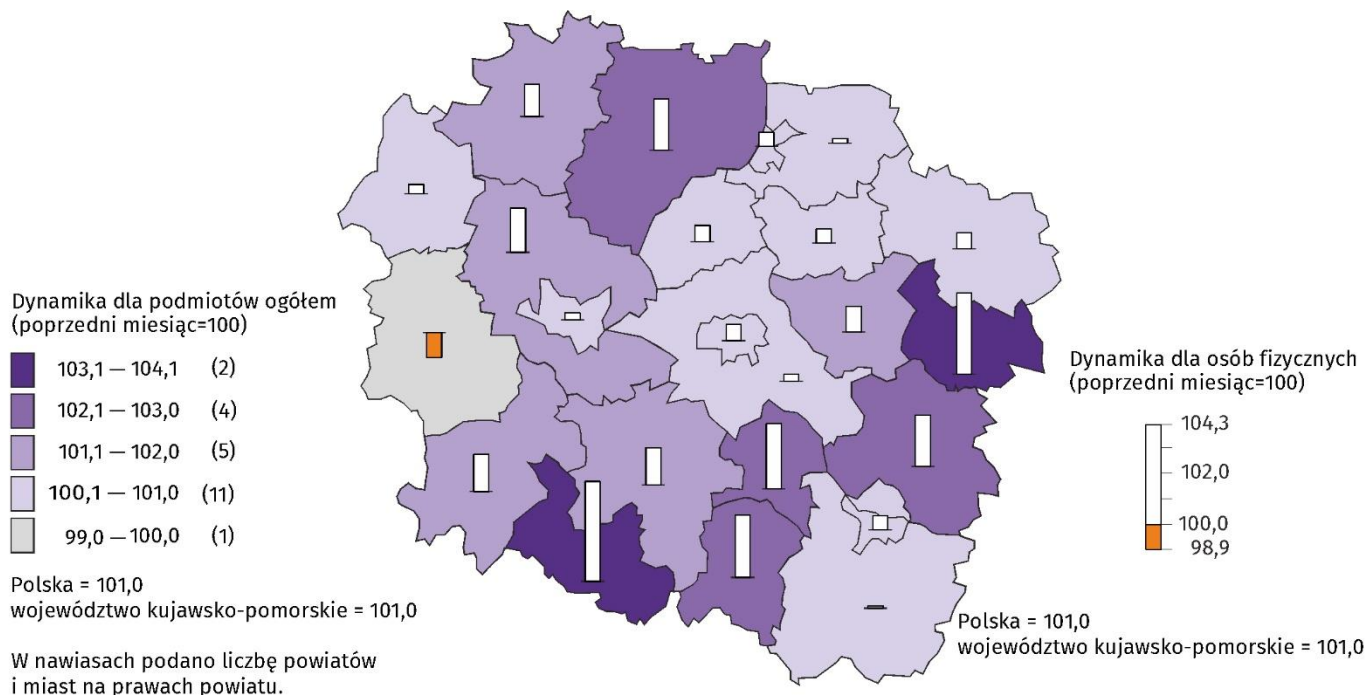 Dynamika dla podmiotów ogółem
(poprzedni miesiąc=100)
103,1 — 104,1 (2)
102,1 — 103,0 (4)
101,1 — 102,0 (5)
100,1 — 101,0 (11)
99,0 — 100,0 (1)
Polska = 101,0
województwo kujawsko-pomorskie = 101,0
W nawiasach podano liczbę powiatów
i miast na prawach powiatu.
Dynamika dla osób fizycznych
(poprzedni miesiąc=100)
104,3
102,0
100,0
98,9
Polska = 101,0
województwo kujawsko-pomorskie = 101,0